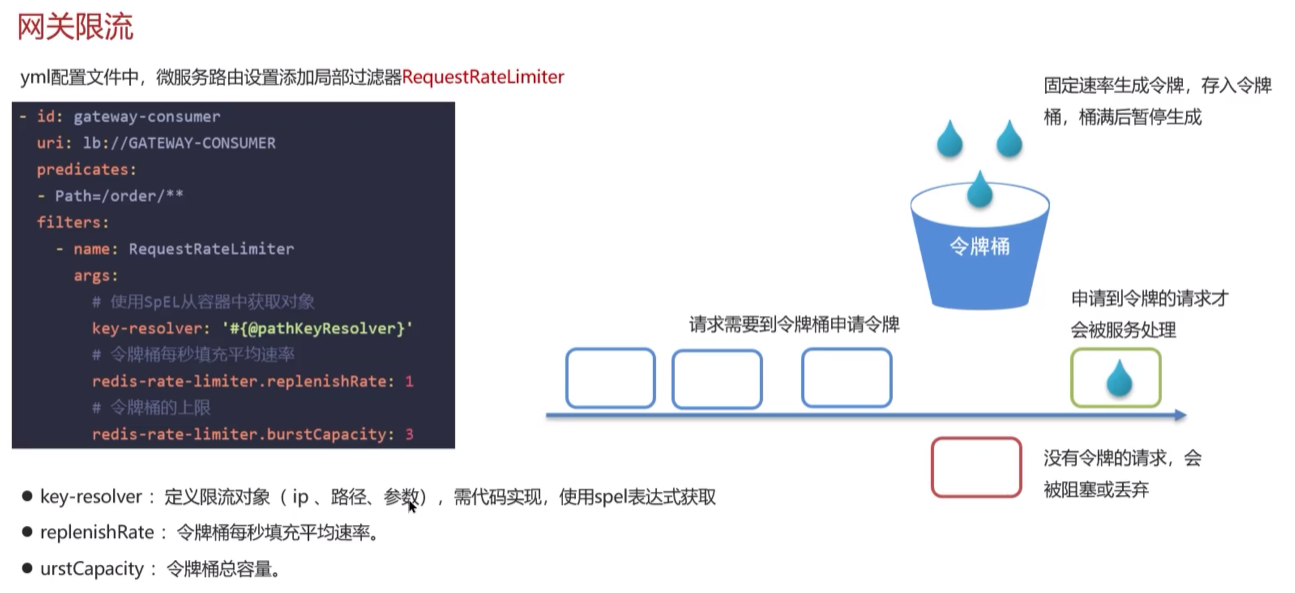 网关限流
yml配置文件中，微服务路由设置添加局部过滤器RequestRateLimiter
- id: gateway-consumer
uri: lb://GATEWAY-CONSUMER
predicates:
- Path=/order/**
filters:
- name: RequestRateLimiter
args:
# 使用SpEL从容器中获取对象
key-resolver: '#{@pathKeyResolver}'
# 令牌桶每秒填充平均速率
redis-rate-limiter.replenishRate: 1
# 令牌桶的上限
redis-rate-limiter.burstCapacity: 3
固定速率生成令牌，存入令牌
桶，桶满后暂停生成
令牌桶
请求需要到令牌桶申请令牌
申请到令牌的请求才
会被服务处理
没有令牌的请求，会
被阻塞或丢弃
● key-resolver： 定义限流对象（ ip 、路径、参数），需代码实现，使用spel表达式获取
● replenishRate： 令牌桶每秒填充平均速率。
● urstCapacity： 令牌桶总容量。